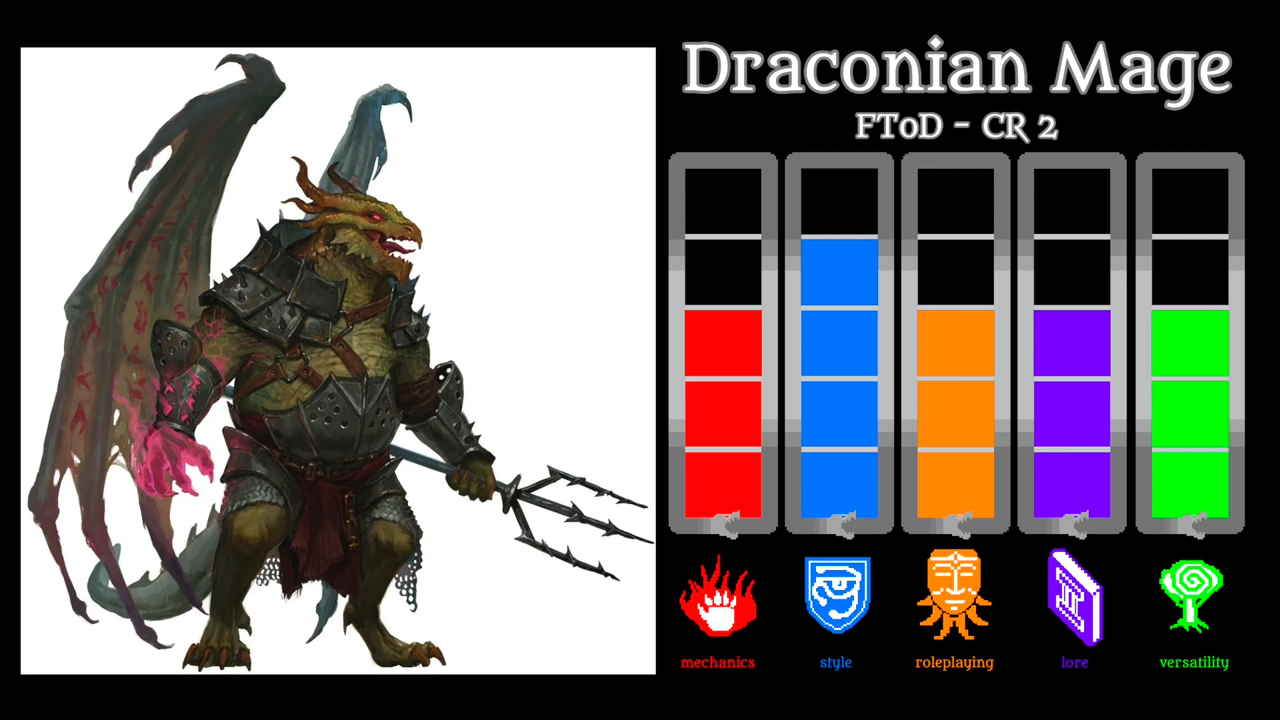 Draconian Mage
FToD - CR 2
mechanics
style
roleplaying
lore
versatility